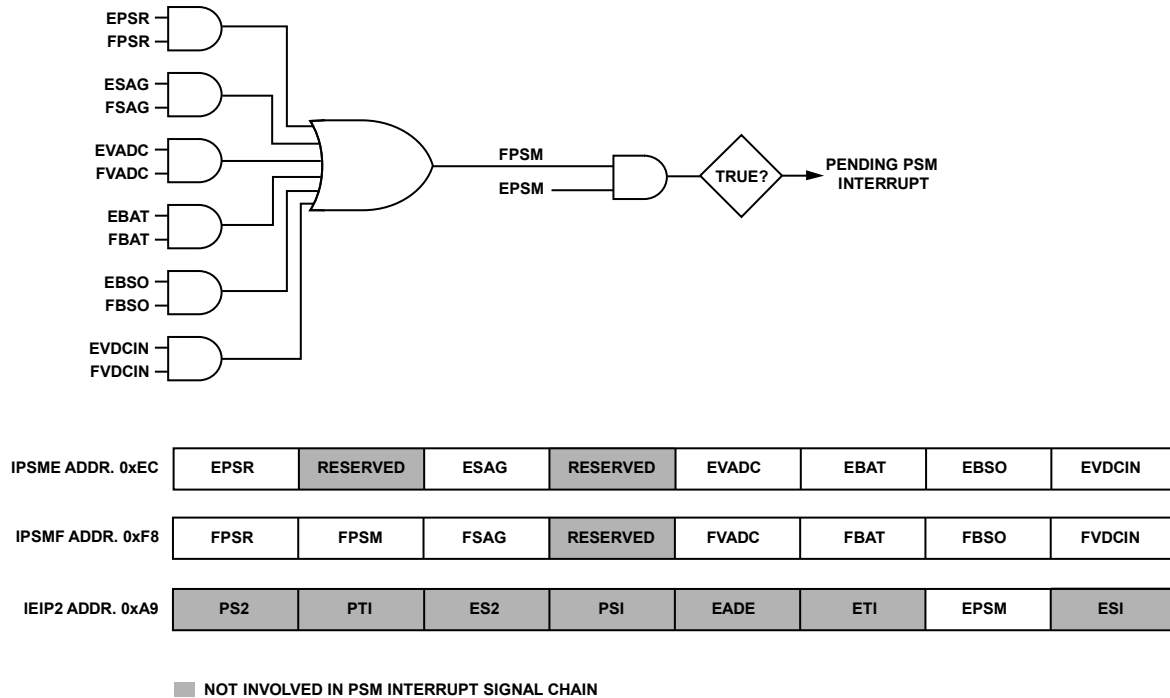 EPSR
FPSR
ESAG
FSAG
EVADC
FVADC
EBAT
FBAT
EBSO
FBSO
EVDCIN
FVDCIN
FPSM
EPSM
TRUE?
PENDING PSM
INTERRUPT
IPSME ADDR. 0xEC EPSR RESERVED ESAG RESERVED EVADC EBAT EBSO EVDCIN
IPSMF ADDR. 0xF8 FPSR FPSM FSAG RESERVED FVADC FBAT FBSO FVDCIN
IEIP2 ADDR. 0xA9 PS2 PTI ES2 PSI EADE ETI EPSM ESI
NOT INVOLVED IN PSM INTERRUPT SIGNAL CHAIN